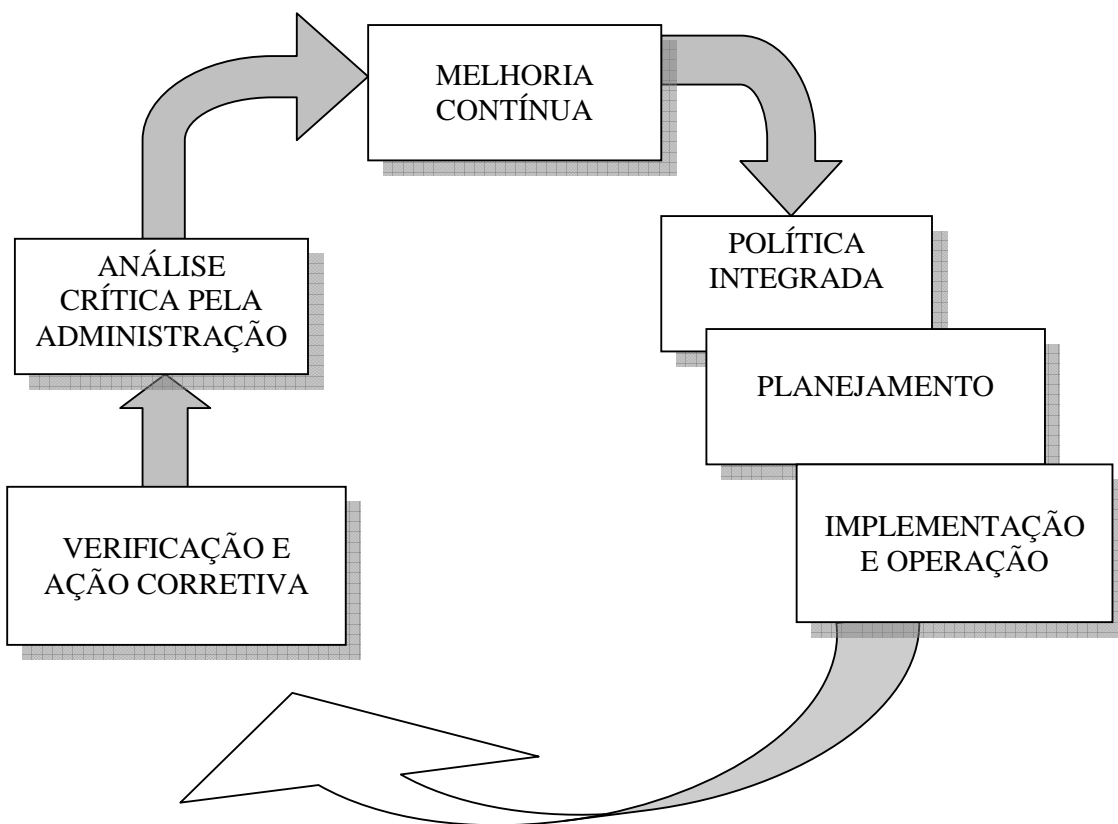 MELHORIA
CONTÍNUA
POLÍTICA
INTEGRADA
PLANEJAMENTO
IMPLEMENTAÇÃO
E OPERAÇÃO
VERIFICAÇÃO E
AÇÃO CORRETIVA
ANÁLISE
CRÍTICA PELA
ADMINISTRAÇÃO